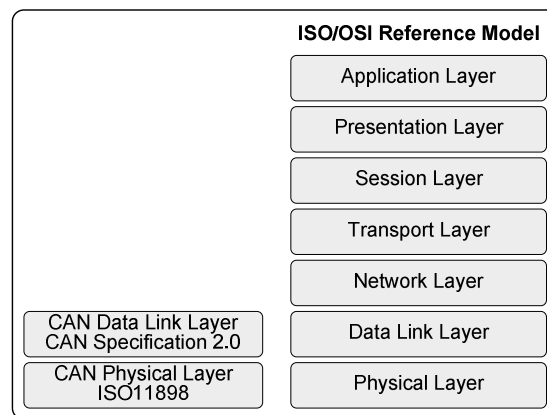 ISO/OSI Reference Model
Application Layer
Presentation Layer
Session Layer
Transport Layer
Network Layer
CAN Data Link Layer
CAN Specification 2.0
Data Link Layer
CAN Physical Layer
ISO11898
Physical Layer